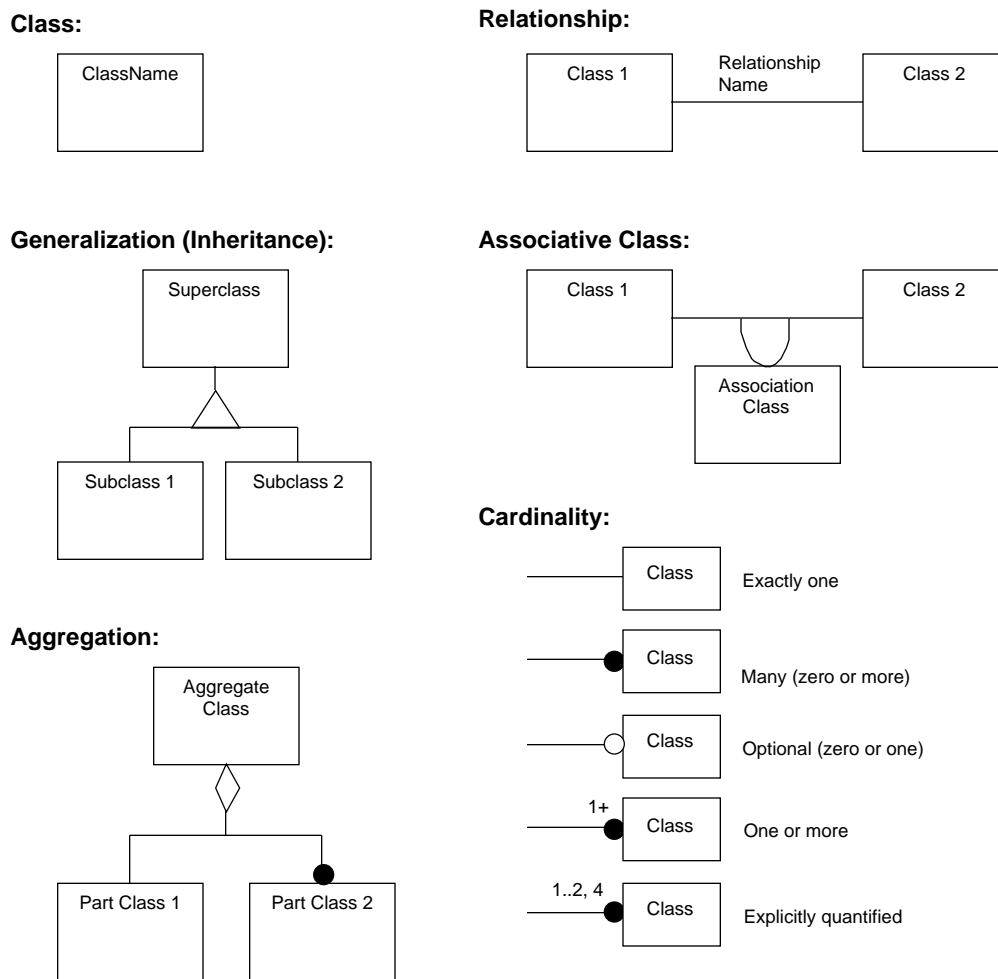 Class:
ClassName
Generalization (Inheritance):
Superclass
Subclass 1
Subclass 2
Aggregation:
Aggregate
Class
Part Class 1
Part Class 2
Relationship:
Class 1
Relationship
Name
Class 2
Associative Class:
Class 1
Class 2
Association
Class
Cardinality:
Class
Exactly one
Class
Many (zero or more)
Class
Optional (zero or one)
1+
Class
One or more
1..2, 4
Class
Explicitly quantified